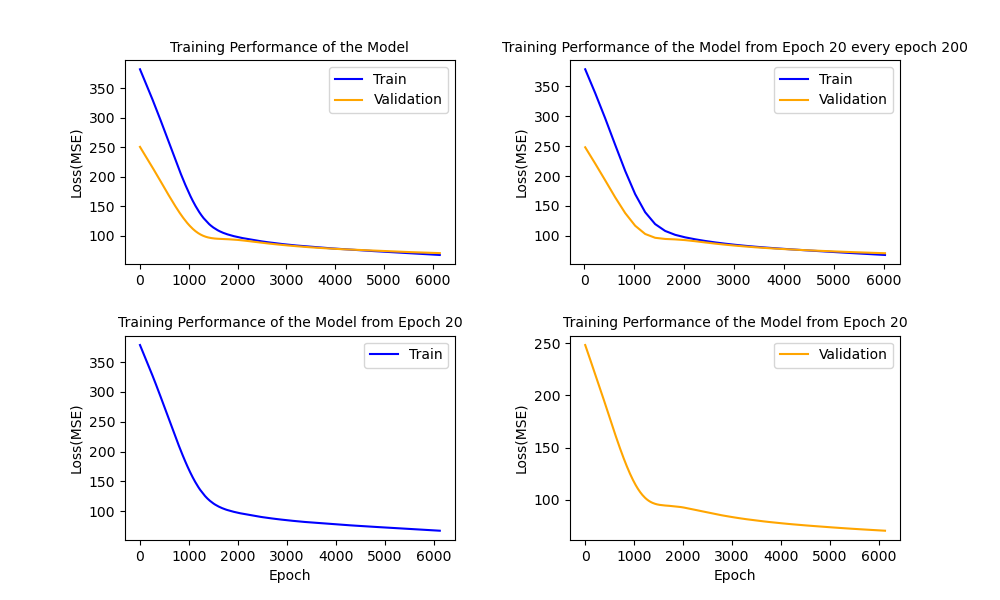 Training Performance of the Model
Training Performance of the Model from Epoch 20 every epoch 200
Loss(MSE)
350
300
250
200
150
100
Train
Validation
0 1000 2000 3000 4000 5000 6000
Loss(MSE)
350
300
250
200
150
100
Train
Validation
0 1000 2000 3000 4000 5000 6000
Training Performance of the Model from Epoch 20
Training Performance of the Model from Epoch 20
Loss(MSE)
350
300
250
200
150
100
Train
0 1000 2000 3000 4000 5000 6000
Epoch
Loss(MSE)
250
200
150
100
Validation
0 1000 2000 3000 4000 5000 6000
Epoch